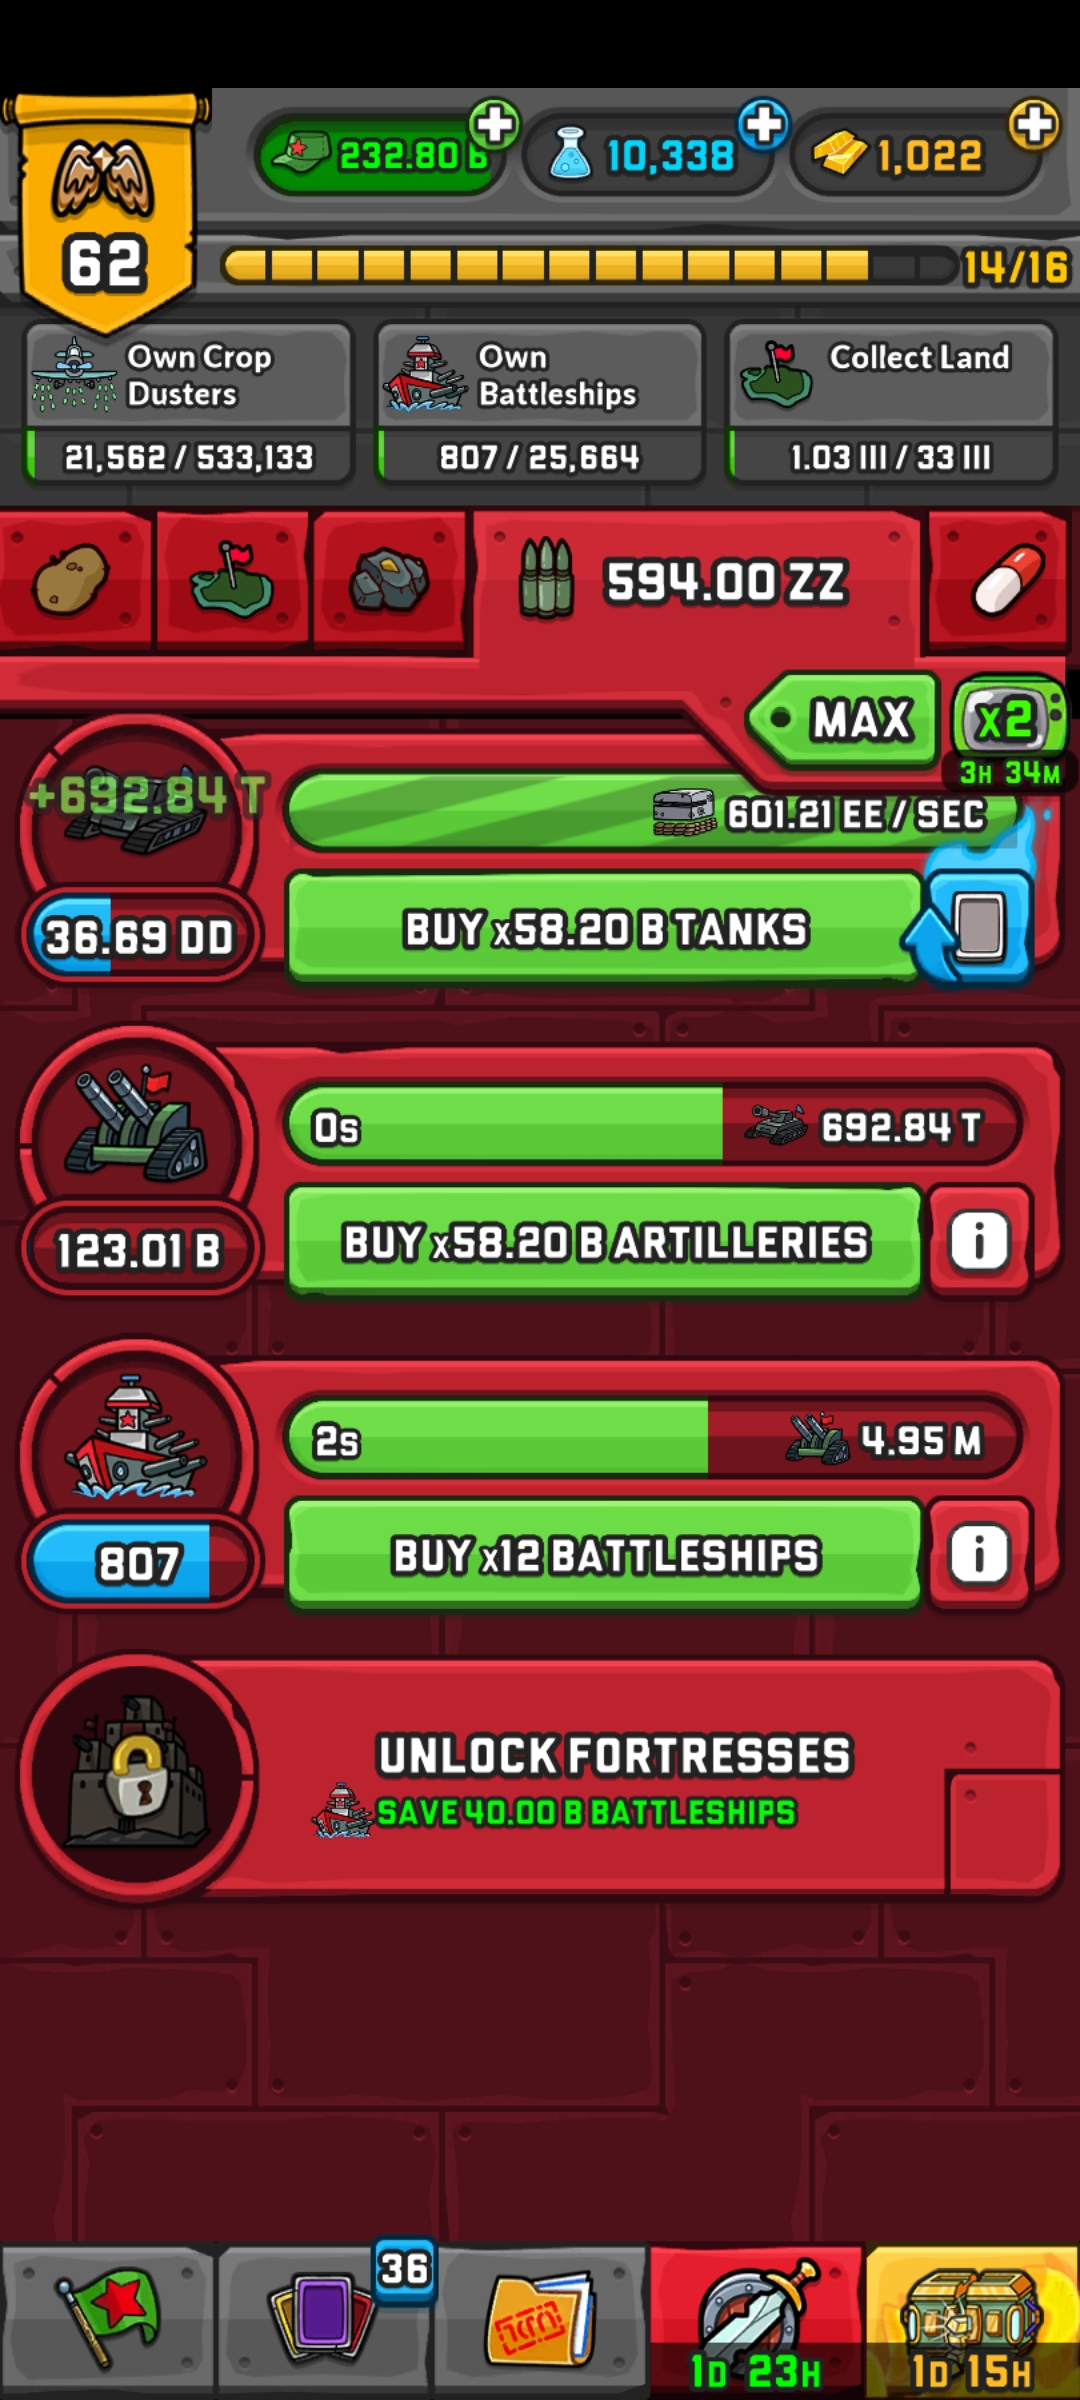 232.80 B
10,338
1,022
62
14/16
Own Crop
Dusters
21,562 / 533,133
Own
Battleships
807 / 25,664
Collect Land
1.03 III / 33 III
594.00 ZZ
MAX
x2
3H 34M
+692.84 T
601.21 EE / SEC
36.69 DD
BUY x58.20 B TANKS
0s
692.84 T
123.01 B
BUY x58.20 B ARTILLERIES
i
2s
4.95 M
807
BUY x12 BATTLESHIPS
i
UNLOCK FORTRESSES
SAVE 40.00 B BATTLESHIPS
36
1D 23H
1D 15H